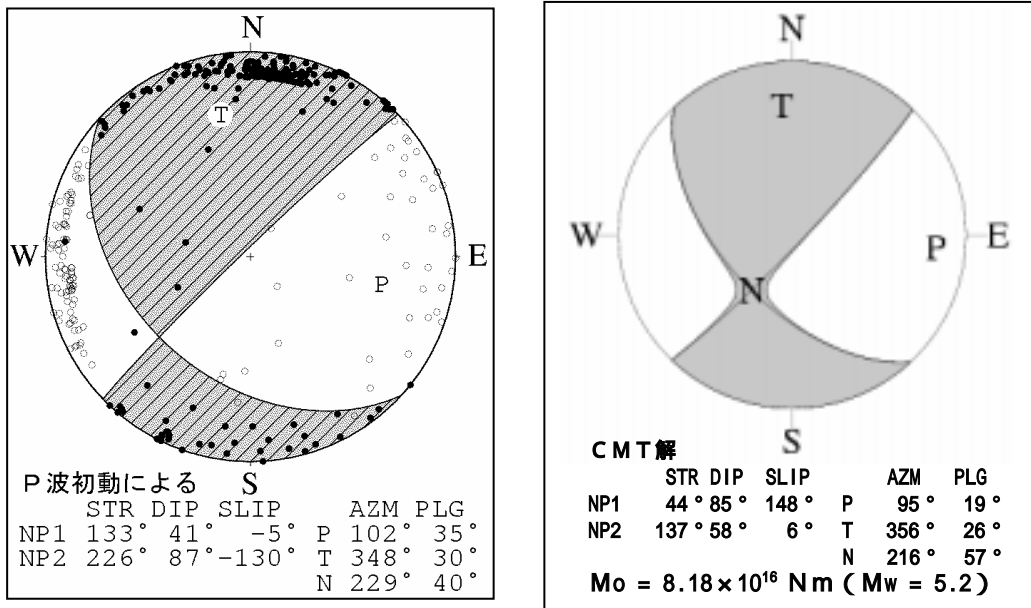 N
T
W
E
P
S
P波初動による
STR DIP SLIP AZM PLG
NP1 133° 41° -5° P 102° 35°
NP2 226° 87° -130° T 348° 30°
N 229° 40°
N
T
W
E
P
N
S
CMT解
STR DIP SLIP AZM PLG
NP1 44° 85° 148° P 95° 19°
NP2 137° 58° 6° T 356° 26°
N 216° 57°
Mo = 8.18×10¹⁶ Nm ( Mw = 5.2 )